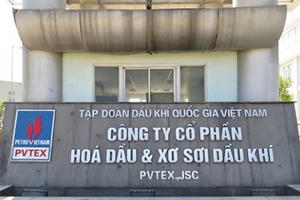 TẬP ĐOÀN DẦU KHÍ QUỐC GIA VIỆT NAM
CÔNG TY CỔ PHẦN
HOÁ DẦU & XƠ SỢI DẦU KHÍ
PVTEX.,JSC
PETROVIETNAM
PVTEX